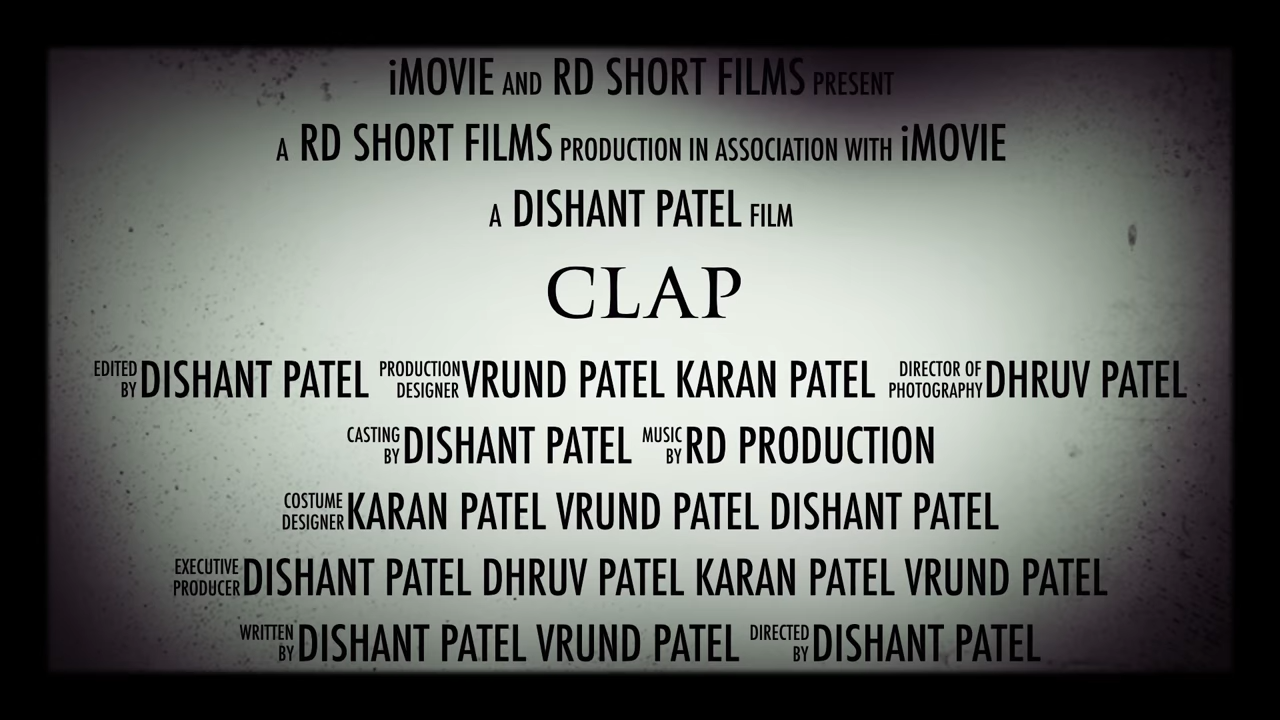 iMOVIE AND RD SHORT FILMS PRESENT
A RD SHORT FILMS PRODUCTION IN ASSOCIATION WITH iMOVIE
A DISHANT PATEL FILM
CLAP
EDITED BY DISHANT PATEL PRODUCTION DESIGNER VRUND PATEL KARAN PATEL DIRECTOR OF PHOTOGRAPHY DHRUV PATEL
CASTING BY DISHANT PATEL MUSIC BY RD PRODUCTION
COSTUME DESIGNER KARAN PATEL VRUND PATEL DISHANT PATEL
EXECUTIVE PRODUCER DISHANT PATEL DHRUV PATEL KARAN PATEL VRUND PATEL
WRITTEN BY DISHANT PATEL VRUND PATEL DIRECTED BY DISHANT PATEL